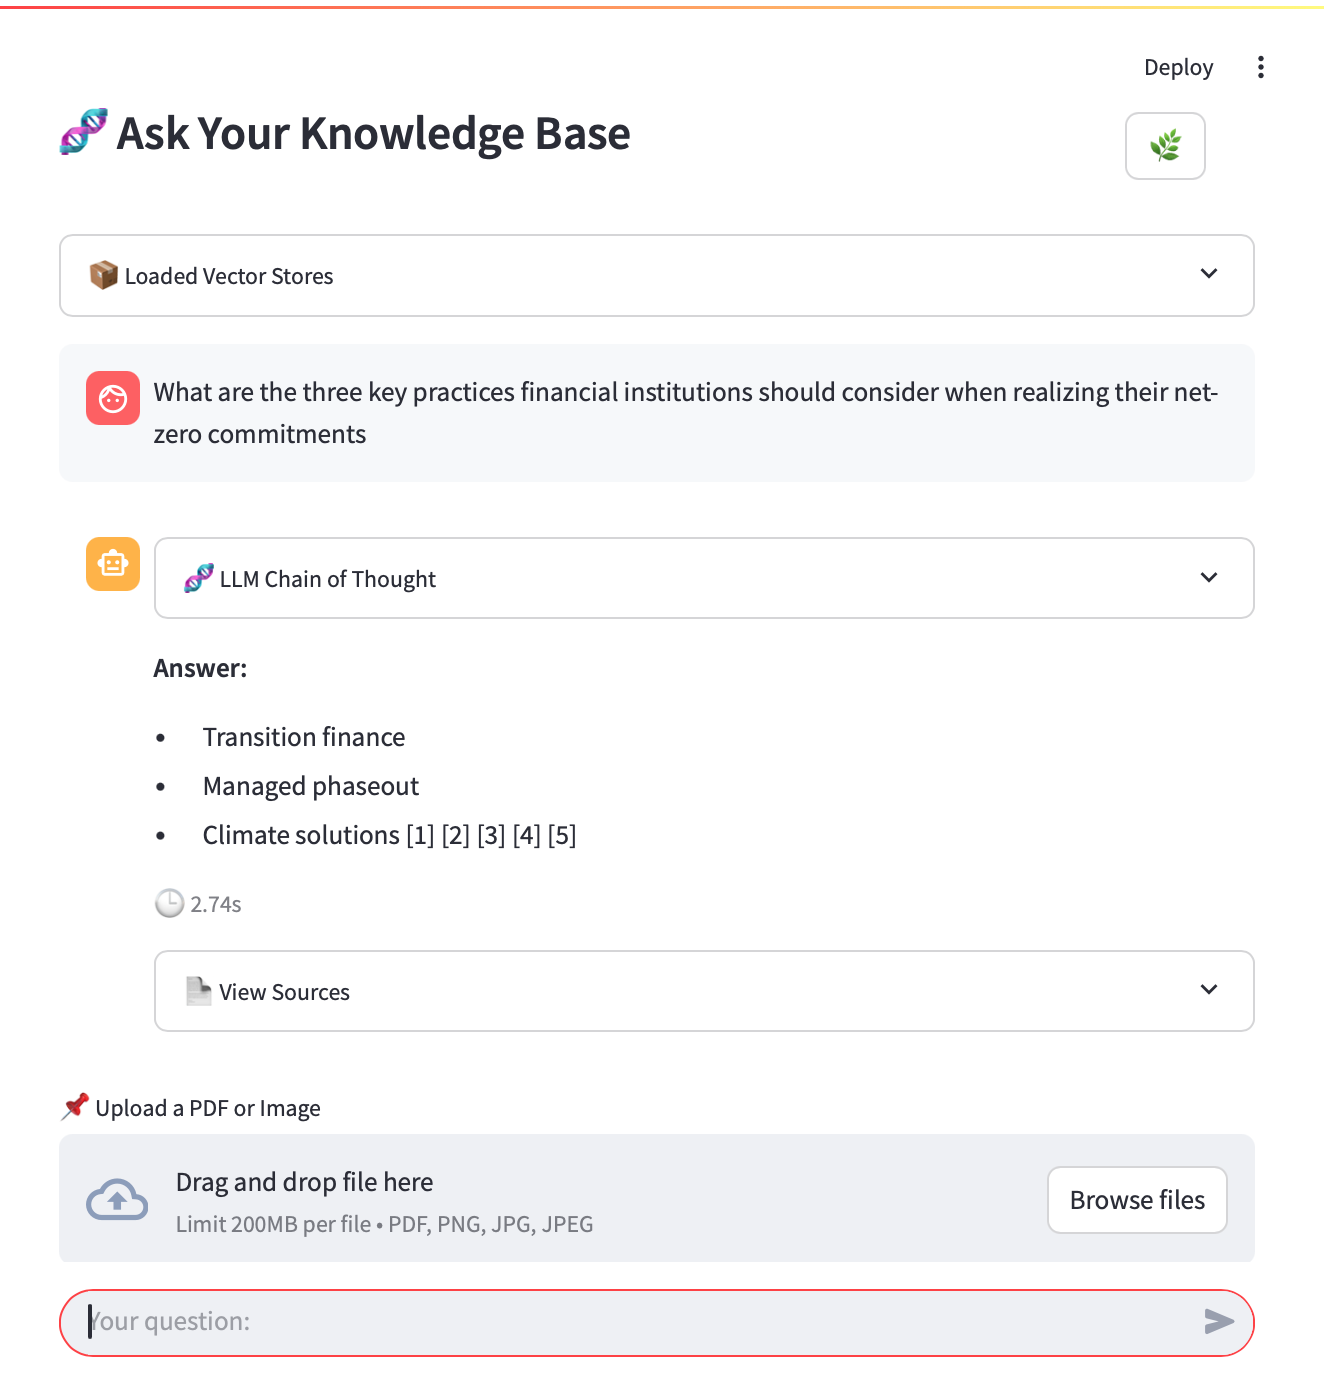 Deploy
Ask Your Knowledge Base
Loaded Vector Stores
What are the three key practices financial institutions should consider when realizing their net-
zero commitments
LLM Chain of Thought
Answer:
• Transition finance
• Managed phaseout
• Climate solutions [1] [2] [3] [4] [5]
2.74s
View Sources
Upload a PDF or Image
Drag and drop file here
Limit 200MB per file • PDF, PNG, JPG, JPEG
Browse files
Your question: